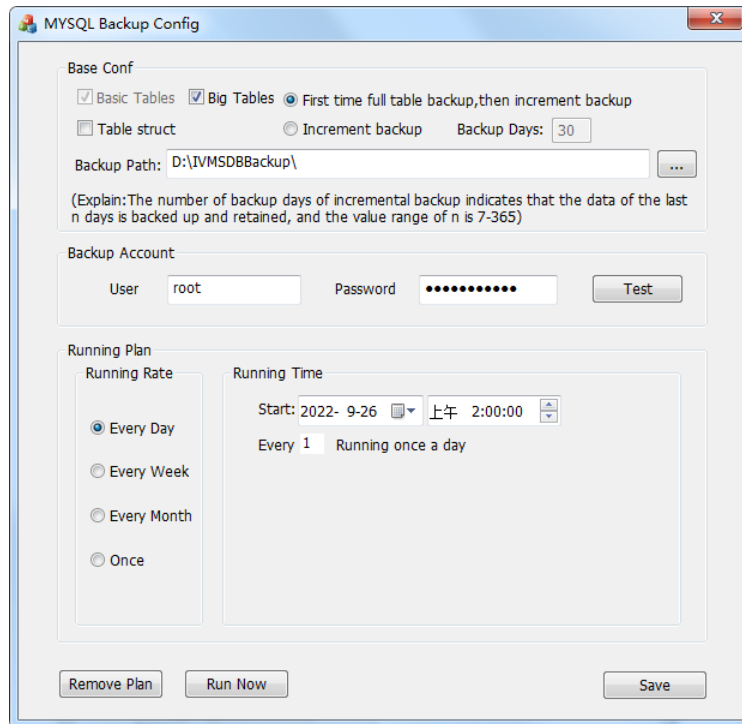 MYSQL Backup Config
Base Conf
Basic Tables Big Tables First time full table backup,then increment backup
Table struct Increment backup Backup Days: 30
Backup Path: D:\IVMSDBBackup\ ...
(Explain:The number of backup days of incremental backup indicates that the data of the last
n days is backed up and retained, and the value range of n is 7-365)
Backup Account
User root Password ●●●●●●●●●●● Test
Running Plan
Running Rate Running Time
Start: 2022- 9-26 上午 2:00:00
Every Day
Every 1 Running once a day
Every Week
Every Month
Once
Remove Plan Run Now Save